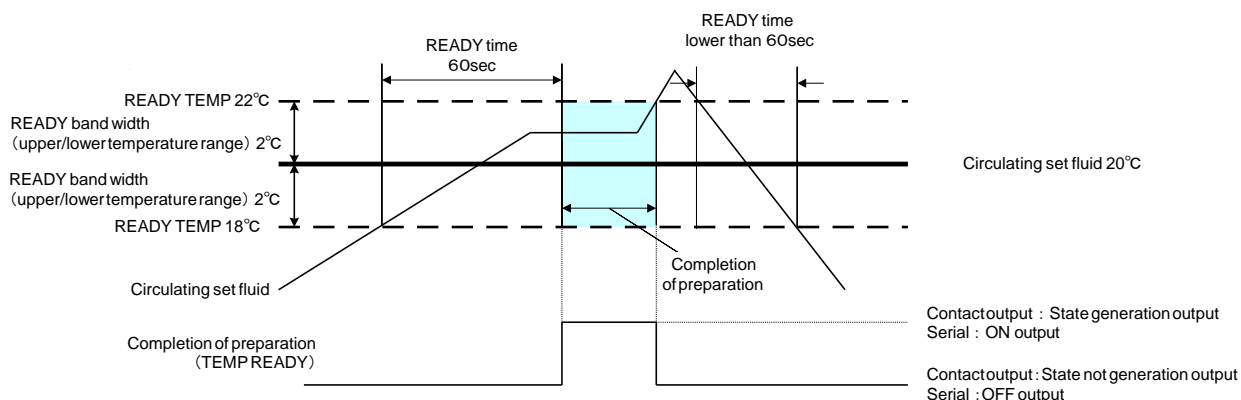 READY time
lower than 60sec
READY time
60sec
READY TEMP 22℃
READY band width
（upper/lower temperature range）2℃
Circulating set fluid 20℃
READY band width
（upper/lower temperature range）2℃
READY TEMP 18℃
Completion
of preparation
Circulating set fluid
Contact output : State generation output
Serial : ON output
Completion of preparation
（TEMP READY）
Contact output : State not generation output
Serial : OFF output